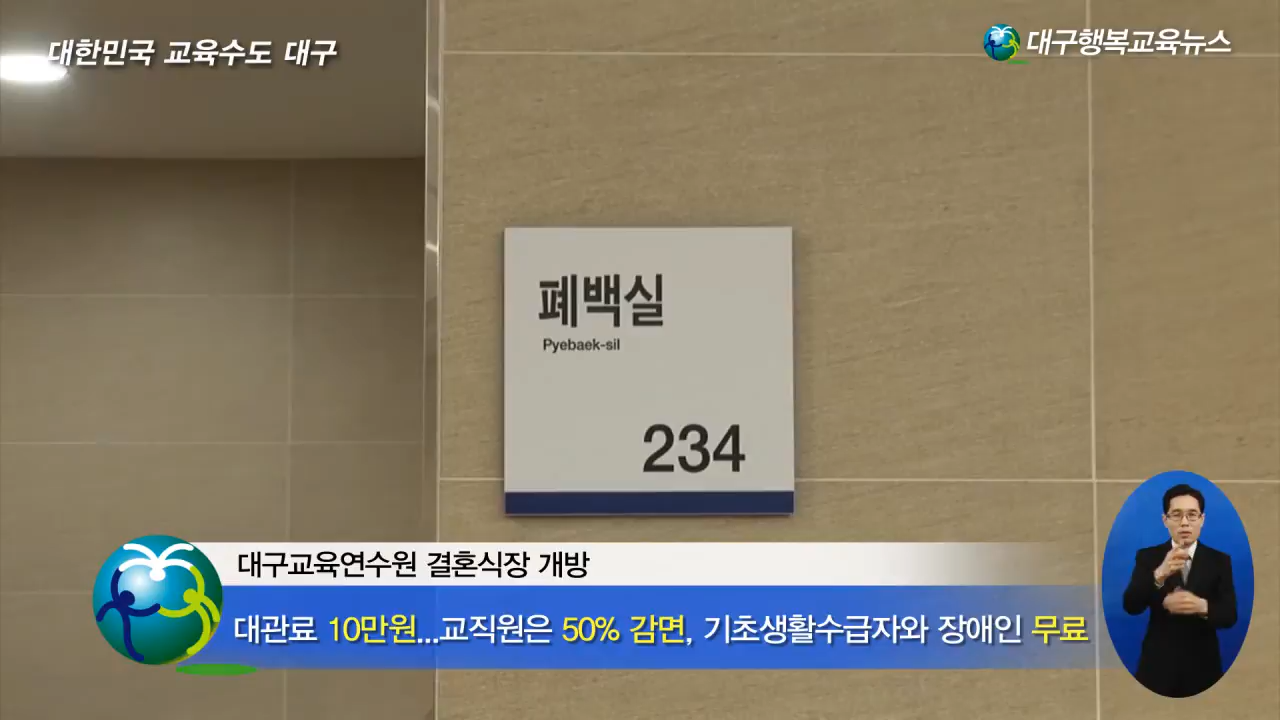 대한민국 교육수도 대구
대구행복교육뉴스
폐백실
Pyebaek-sil
234
대구교육연수원 결혼식장 개방
대관료 10만원...교직원은 50% 감면, 기초생활수급자와 장애인 무료